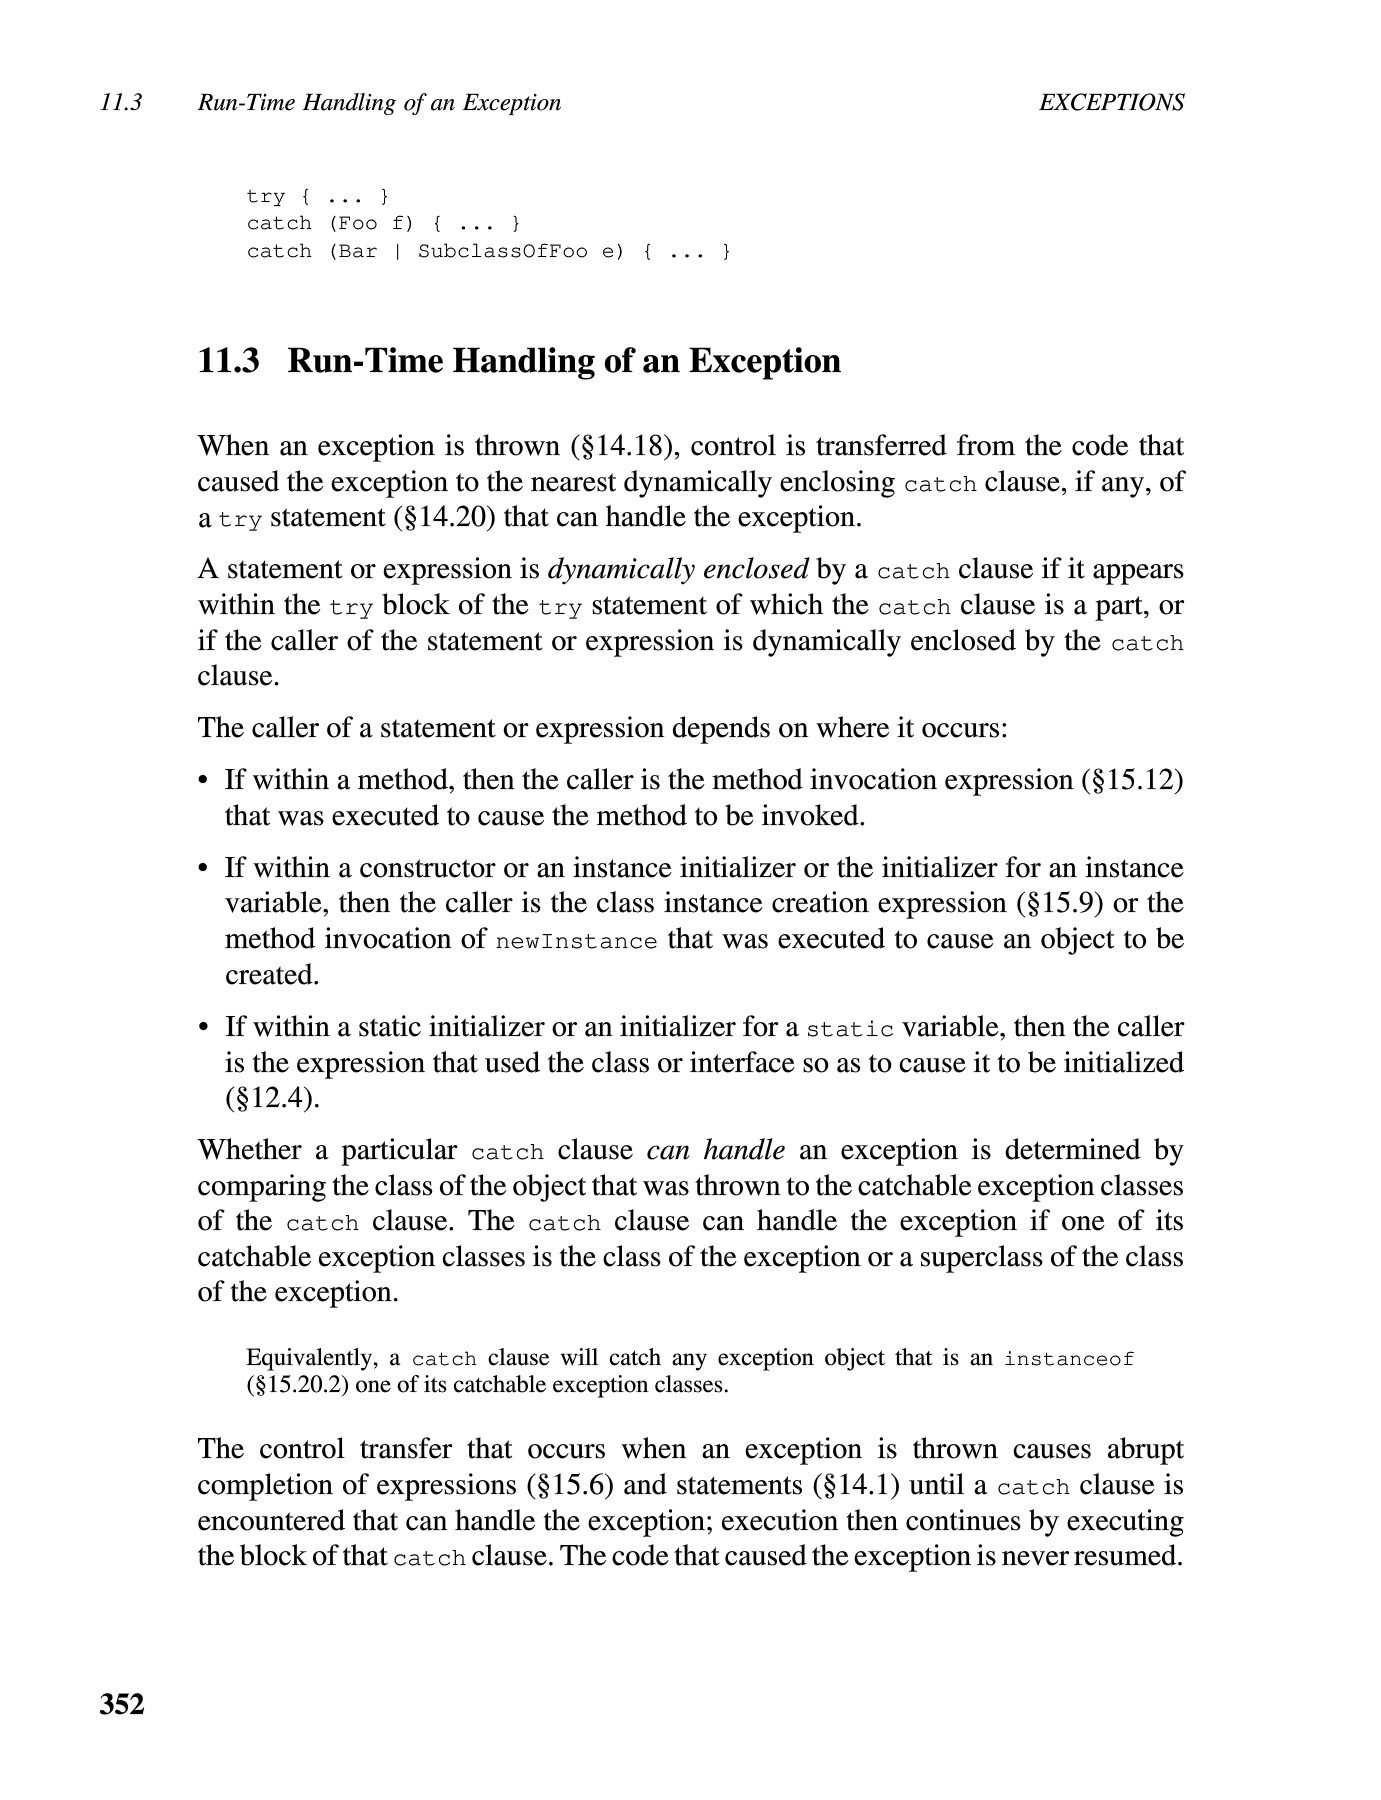 11.3 Run-Time Handling of an Exception EXCEPTIONS
try { ... }
catch (Foo f) { ... }
catch (Bar | SubclassOfFoo e) { ... }
11.3 Run-Time Handling of an Exception
When an exception is thrown (§14.18), control is transferred from the code that
caused the exception to the nearest dynamically enclosing catch clause, if any, of
a try statement (§14.20) that can handle the exception.
A statement or expression is dynamically enclosed by a catch clause if it appears
within the try block of the try statement of which the catch clause is a part, or
if the caller of the statement or expression is dynamically enclosed by the catch
clause.
The caller of a statement or expression depends on where it occurs:
• If within a method, then the caller is the method invocation expression (§15.12)
that was executed to cause the method to be invoked.
• If within a constructor or an instance initializer or the initializer for an instance
variable, then the caller is the class instance creation expression (§15.9) or the
method invocation of newInstance that was executed to cause an object to be
created.
• If within a static initializer or an initializer for a static variable, then the caller
is the expression that used the class or interface so as to cause it to be initialized
(§12.4).
Whether a particular catch clause can handle an exception is determined by
comparing the class of the object that was thrown to the catchable exception classes
of the catch clause. The catch clause can handle the exception if one of its
catchable exception classes is the class of the exception or a superclass of the class
of the exception.
Equivalently, a catch clause will catch any exception object that is an instanceof
(§15.20.2) one of its catchable exception classes.
The control transfer that occurs when an exception is thrown causes abrupt
completion of expressions (§15.6) and statements (§14.1) until a catch clause is
encountered that can handle the exception; execution then continues by executing
the block of that catch clause. The code that caused the exception is never resumed.
352